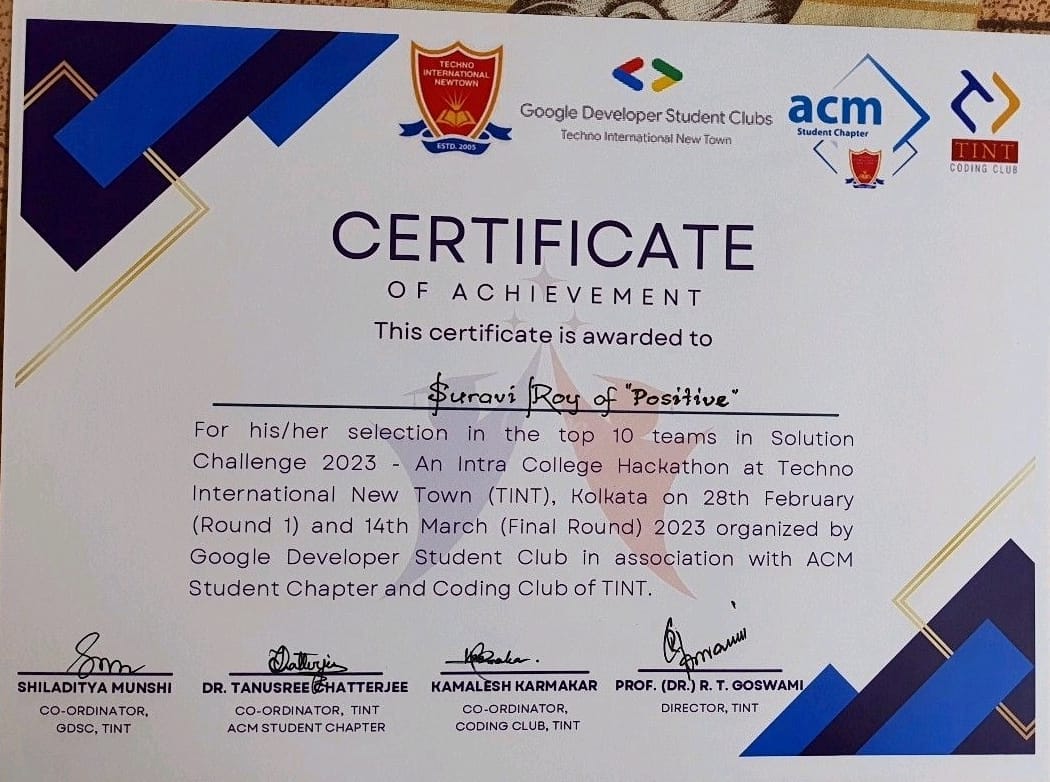 TECHNO
INTERNATIONAL
NEWTOWN
ESTD. 2005
Google Developer Student Clubs
Techno International New Town
acm
Student Chapter
TINT
CODING CLUB
CERTIFICATE
OF ACHIEVEMENT
This certificate is awarded to
Suravi Roy of "Positive"
For his/her selection in the top 10 teams in Solution
Challenge 2023 - An Intra College Hackathon at Techno
International New Town (TINT), Kolkata on 28th February
(Round 1) and 14th March (Final Round) 2023 organized by
Google Developer Student Club in association with ACM
Student Chapter and Coding Club of TINT.
SHILADITYA MUNSHI
CO-ORDINATOR,
GDSC, TINT
DR. TANUSREE CHATTERJEE
CO-ORDINATOR, TINT
ACM STUDENT CHAPTER
KAMALESH KARMAKAR
CO-ORDINATOR,
CODING CLUB, TINT
PROF. (DR.) R. T. GOSWAMI
DIRECTOR, TINT